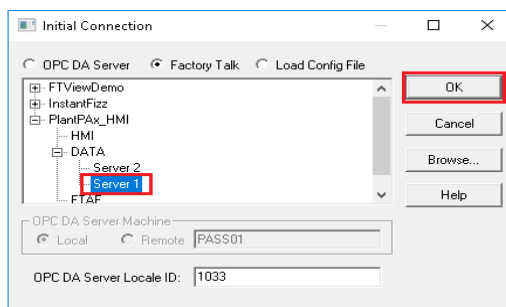 Initial Connection
OPC DA Server Factory Talk Load Config File
FTViewDemo
InstantFizz
PlantPAx_HMI
HMI
DATA
Server 2
Server 1
FTAE
OK
Cancel
Browse...
Help
OPC DA Server Machine
Local Remote PASS01
OPC DA Server Locale ID: 1033